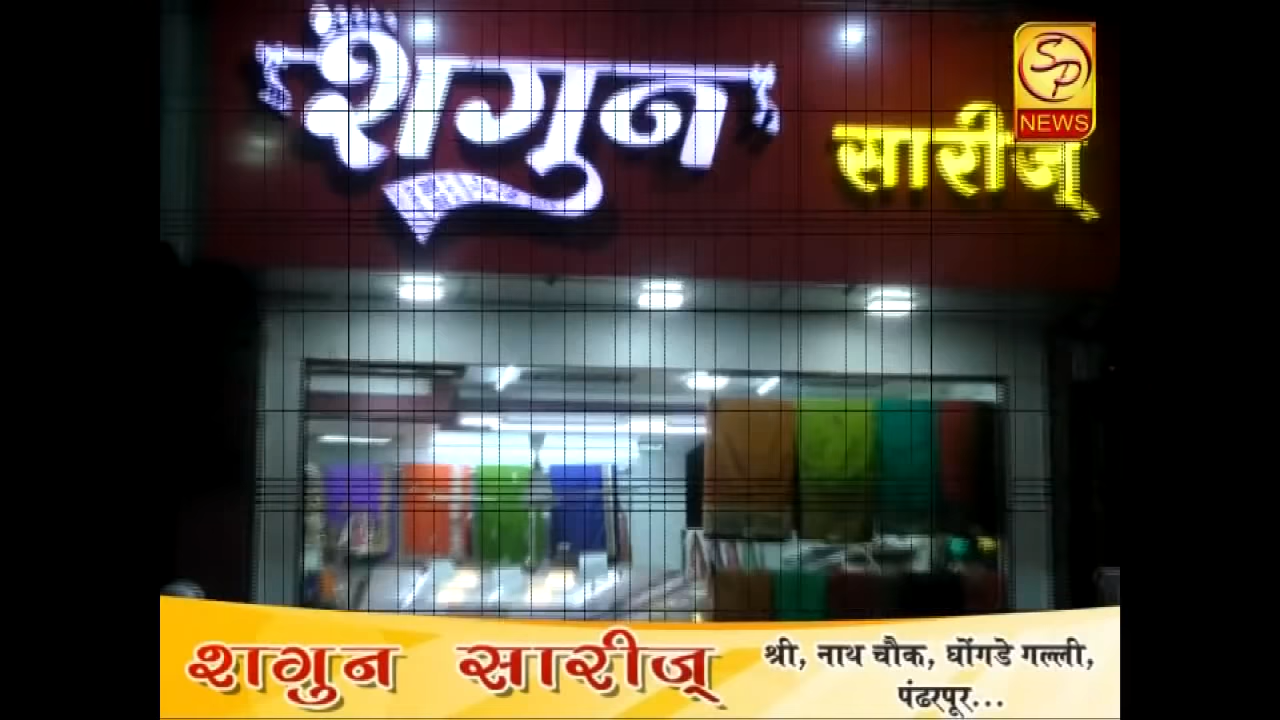 शगुन
सारीज्
SP
NEWS
शगुन सारीज् श्री, नाथ चौक, घोंगडे गल्ली,
पंढरपूर...